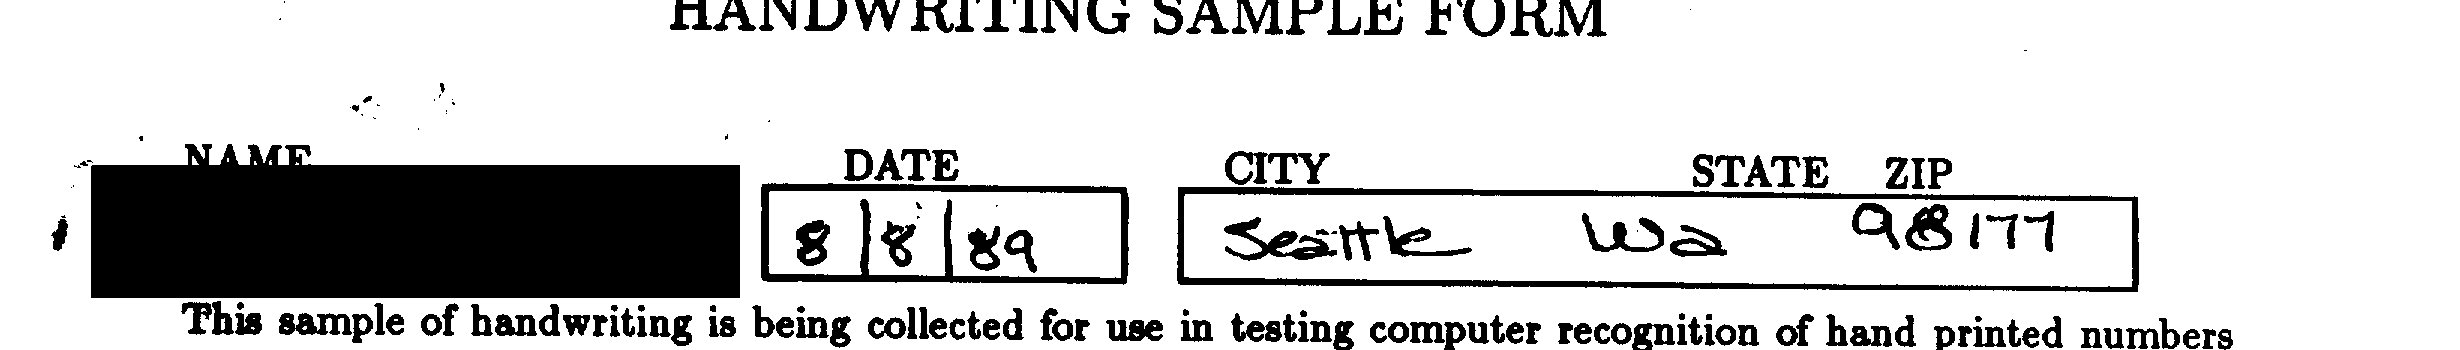 HANDWRITING SAMPLE FORM
NAME DATE CITY STATE ZIP
8/8/89 Seattle Wa 98177
This sample of handwriting is being collected for use in testing computer recognition of hand printed numbers